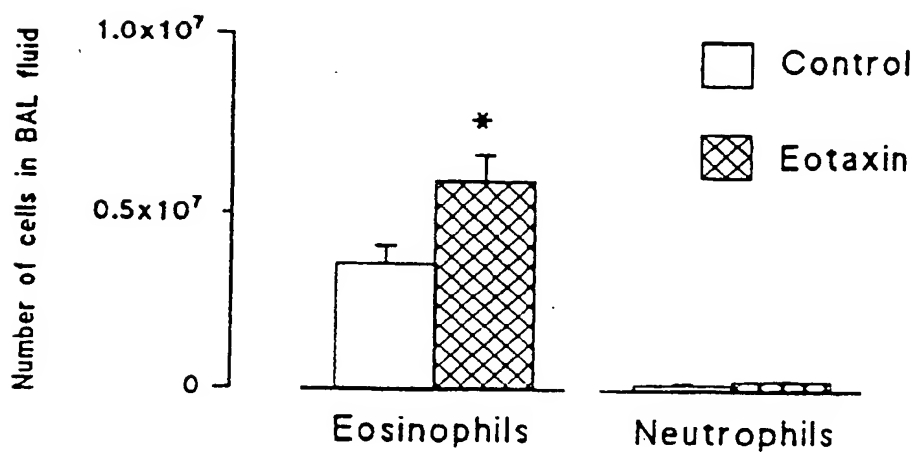 Number of cells in BAL fluid
1.0x10⁷
0.5x10⁷
0
*
Control
Eotaxin
Eosinophils
Neutrophils